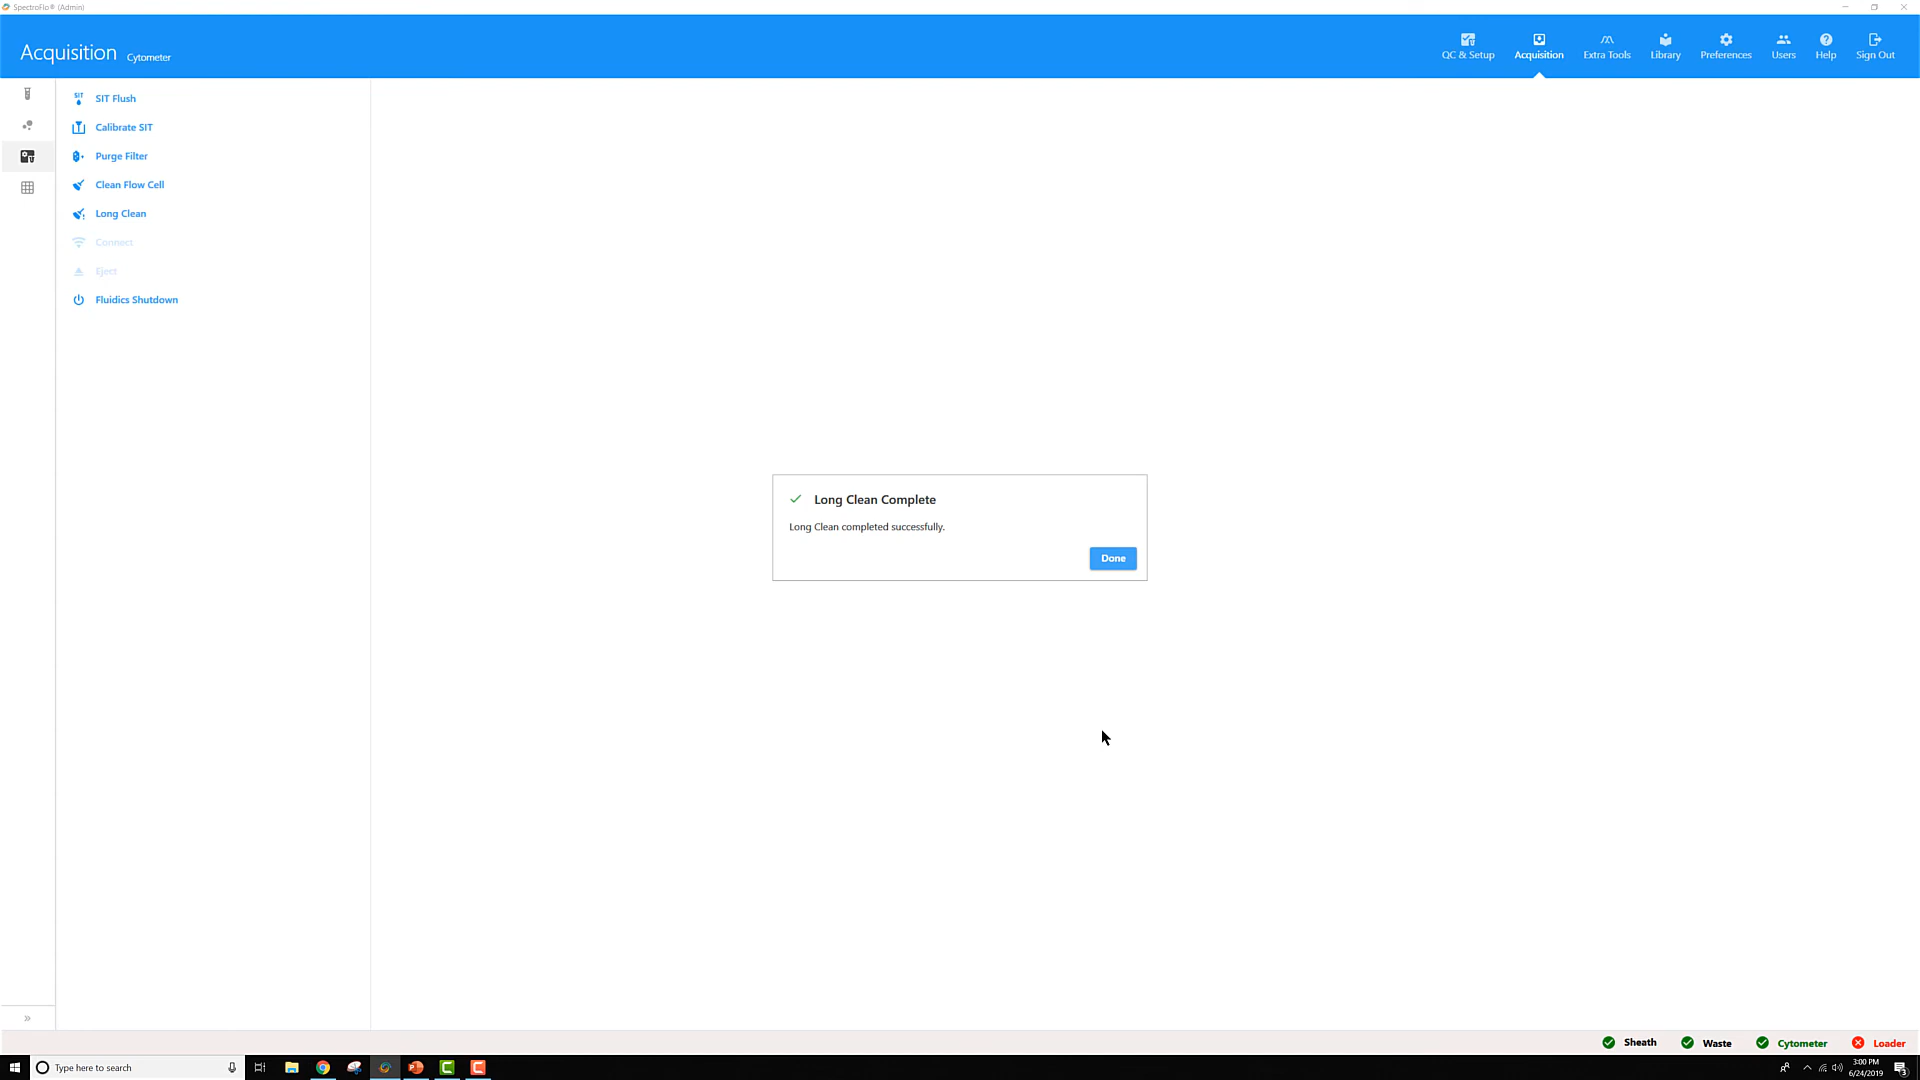 SpectroFlo® (Admin)
Acquisition Cytometer
QC & Setup
Acquisition
Extra Tools
Library
Preferences
Users
Help
Sign Out
SIT
SIT Flush
Calibrate SIT
Purge Filter
Clean Flow Cell
Long Clean
Connect
Eject
Fluidics Shutdown
Long Clean Complete
Long Clean completed successfully.
Done
Sheath
Waste
Cytometer
Loader
Type here to search
3:00 PM
6/24/2019
3